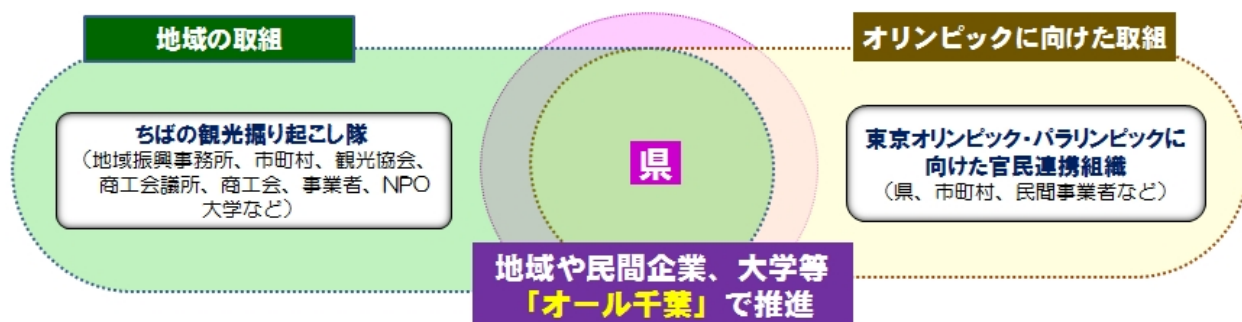 地域の取組
ちばの観光掘り起こし隊
（地域振興事務所、市町村、観光協会、
商工会議所、商工会、事業者、NPO
大学など）
県
オリンピックに向けた取組
東京オリンピック・パラリンピックに
向けた官民連携組織
（県、市町村、民間事業者など）
地域や民間企業、大学等
「オール千葉」で推進